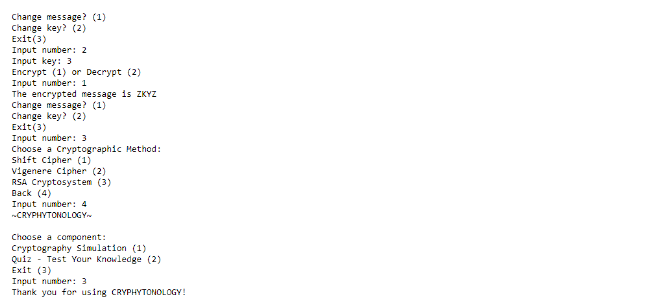 Change message? (1)
Change key? (2)
Exit(3)
Input number: 2
Input key: 3
Encrypt (1) or Decrypt (2)
Input number: 1
The encrypted message is ZKYZ
Change message? (1)
Change key? (2)
Exit(3)
Input number: 3
Choose a Cryptographic Method:
Shift Cipher (1)
Vigenere Cipher (2)
RSA Cryptosystem (3)
Back (4)
Input number: 4
~CRYPHYTONOLOGY~
Choose a component:
Cryptography Simulation (1)
Quiz - Test Your Knowledge (2)
Exit (3)
Input number: 3
Thank you for using CRYPHYTONOLOGY!